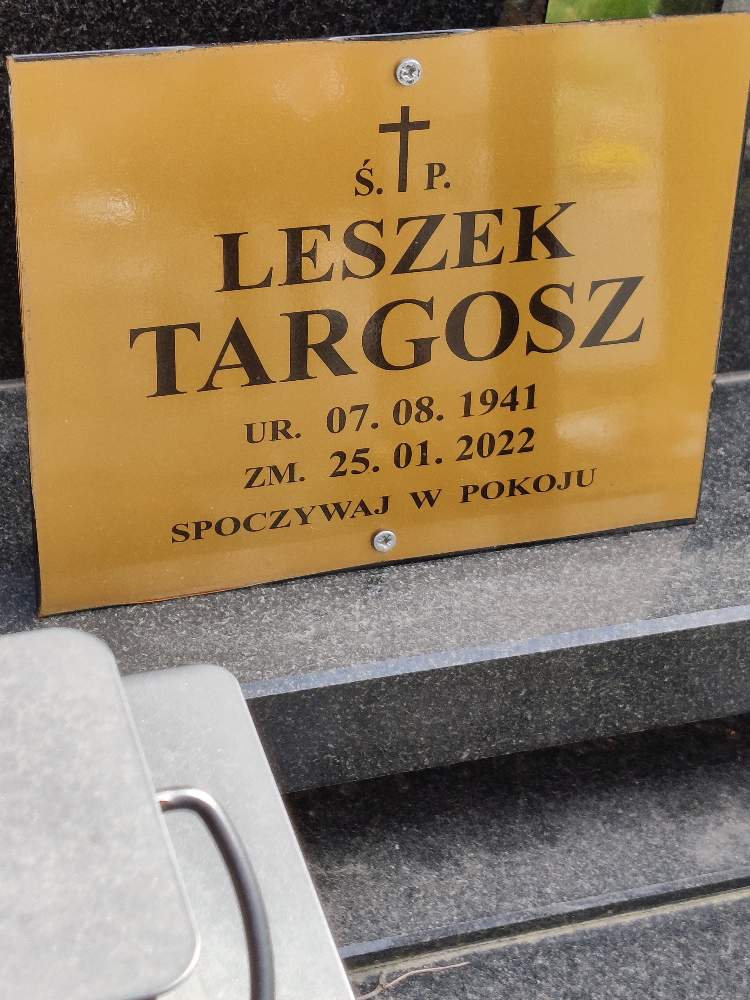 Ś. P.
LESZEK
TARGOSZ
UR. 07. 08. 1941
ZM. 25. 01. 2022
SPOCZYWAJ W POKOJU